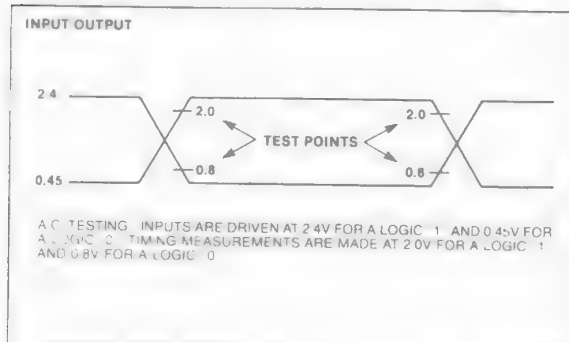 INPUT OUTPUT
2.4
2.0
2.0
TEST POINTS
0.8
0.8
0.45
A C TESTING INPUTS ARE DRIVEN AT 2 4V FOR A LOGIC 1 AND 0 45V FOR
A LOGIC 0 TIMING MEASUREMENTS ARE MADE AT 2 0V FOR A LOGIC 1
AND 0.8V FOR A LOGIC 0